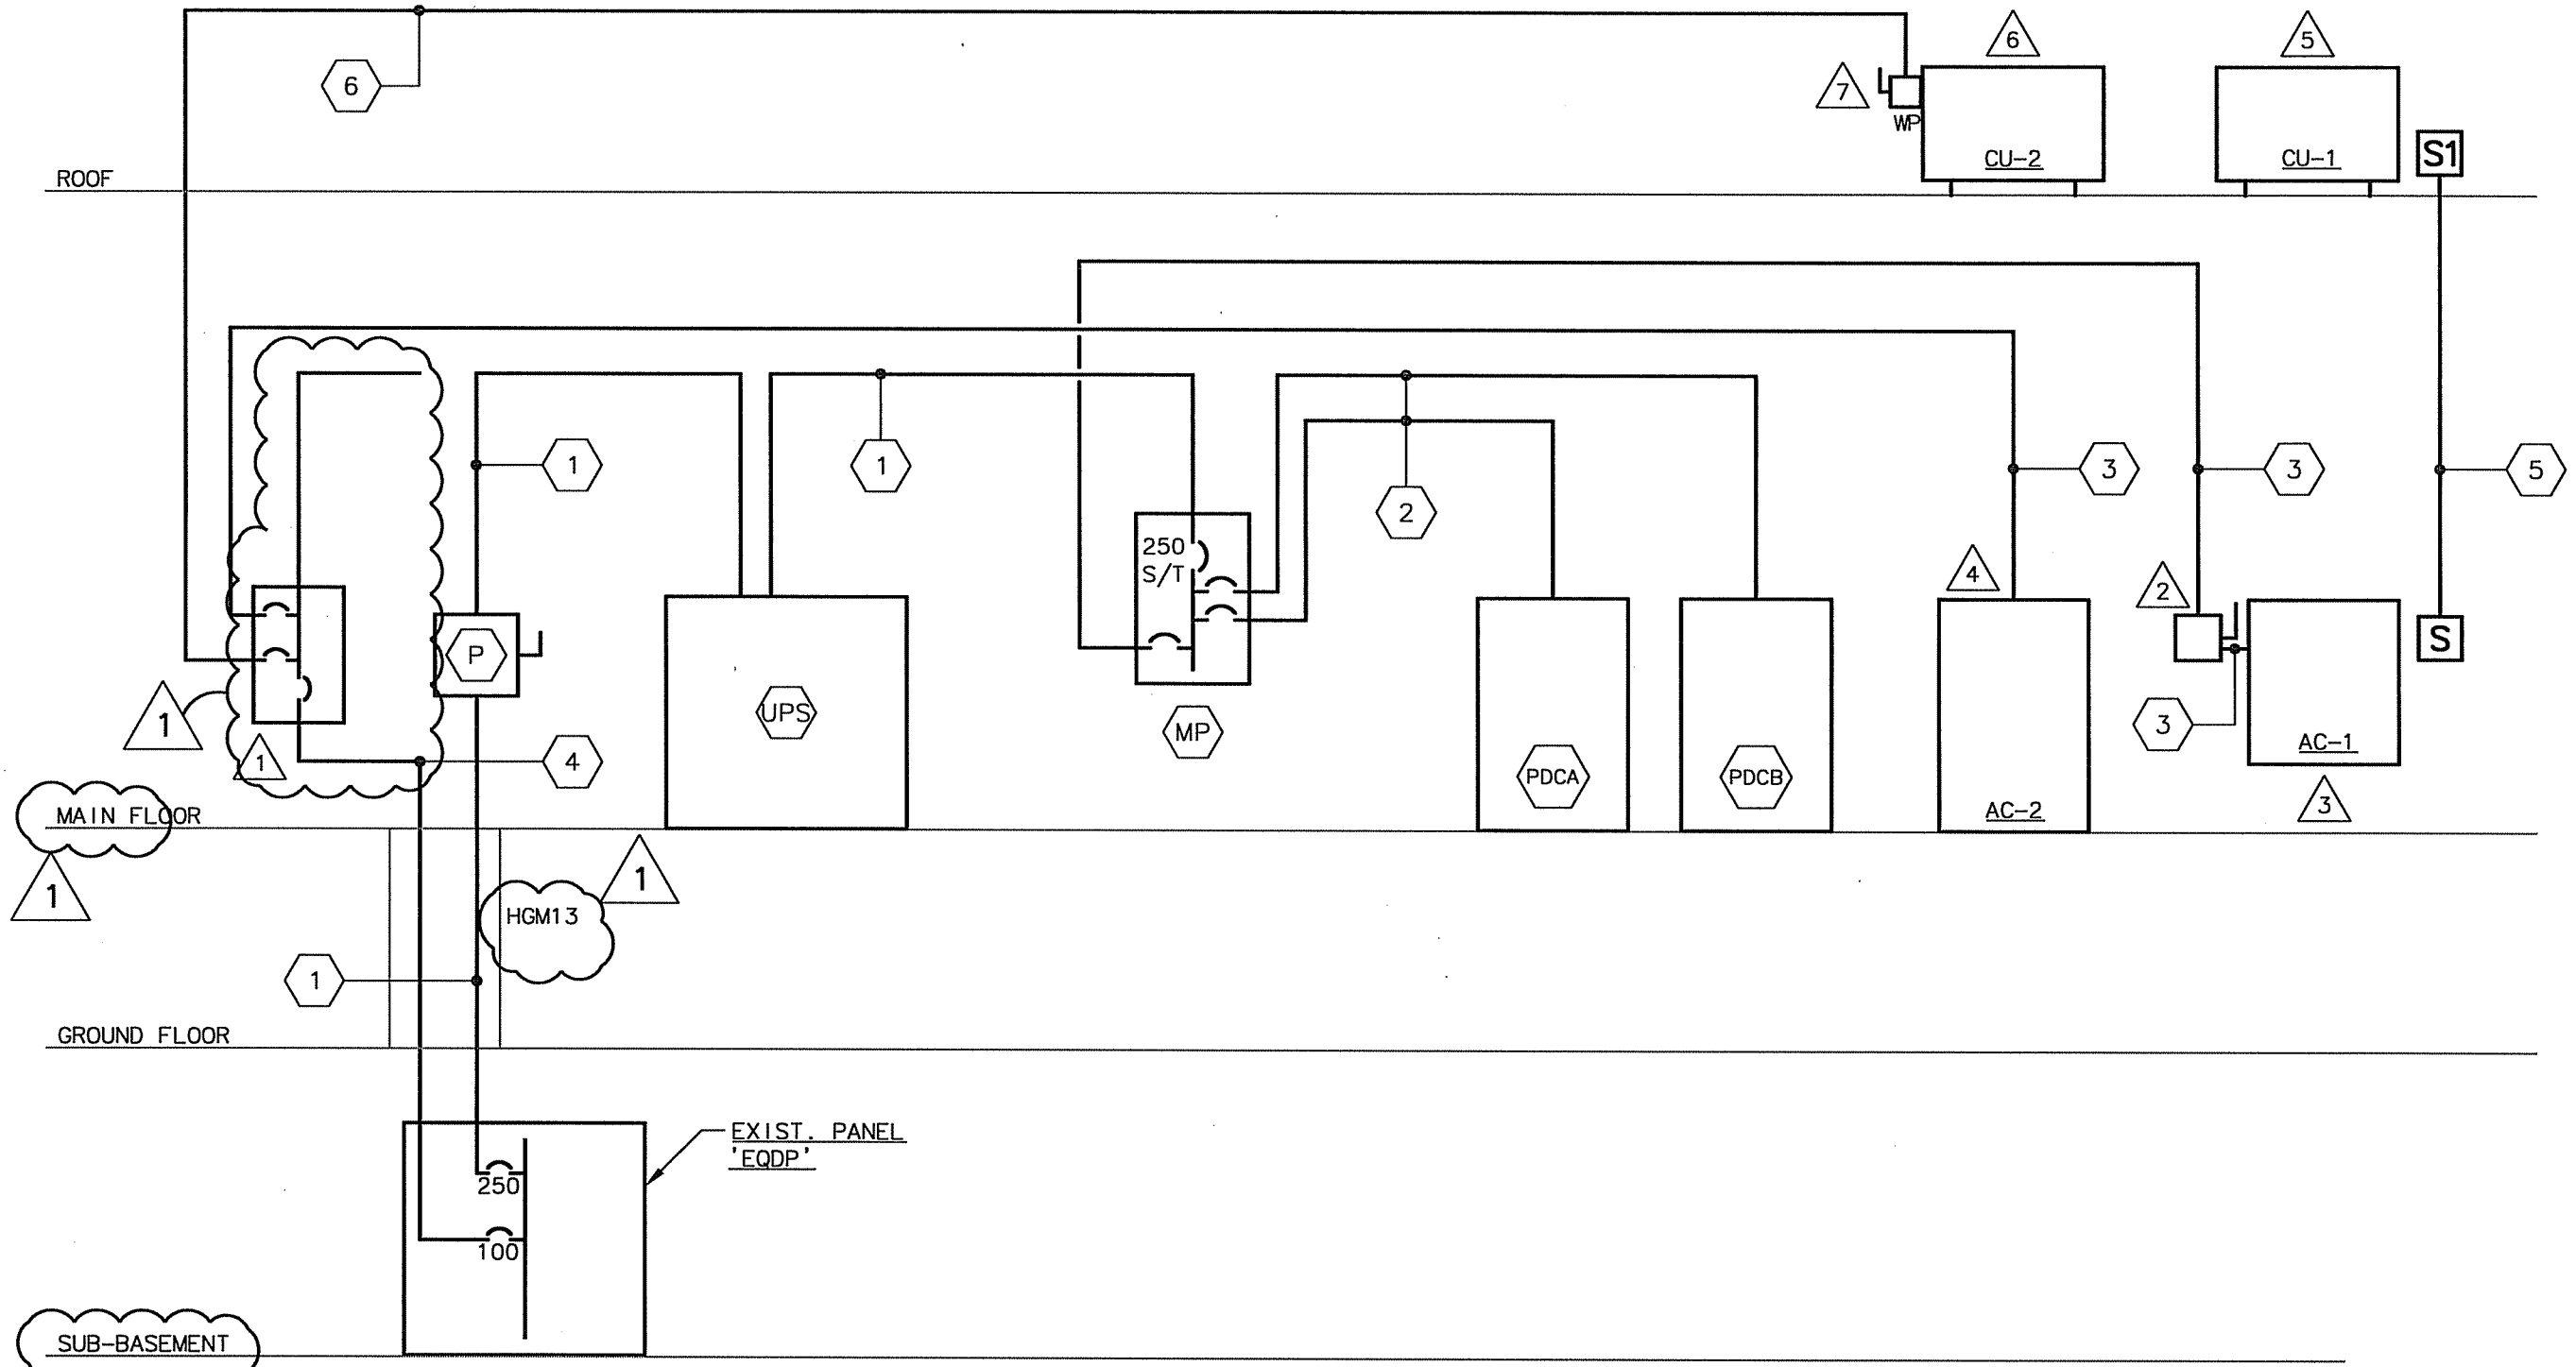 6
5
6
7
WP
CU-2
CU-1
S1
ROOF
1
1
3
3
5
2
250
S/T
4
2
P
S
UPS
MP
1
3
AC-1
1
4
PDCA
PDCB
3
AC-2
MAIN FLOOR
1
1
HGM13
1
GROUND FLOOR
EXIST. PANEL
'EQDP'
250
100
SUB-BASEMENT